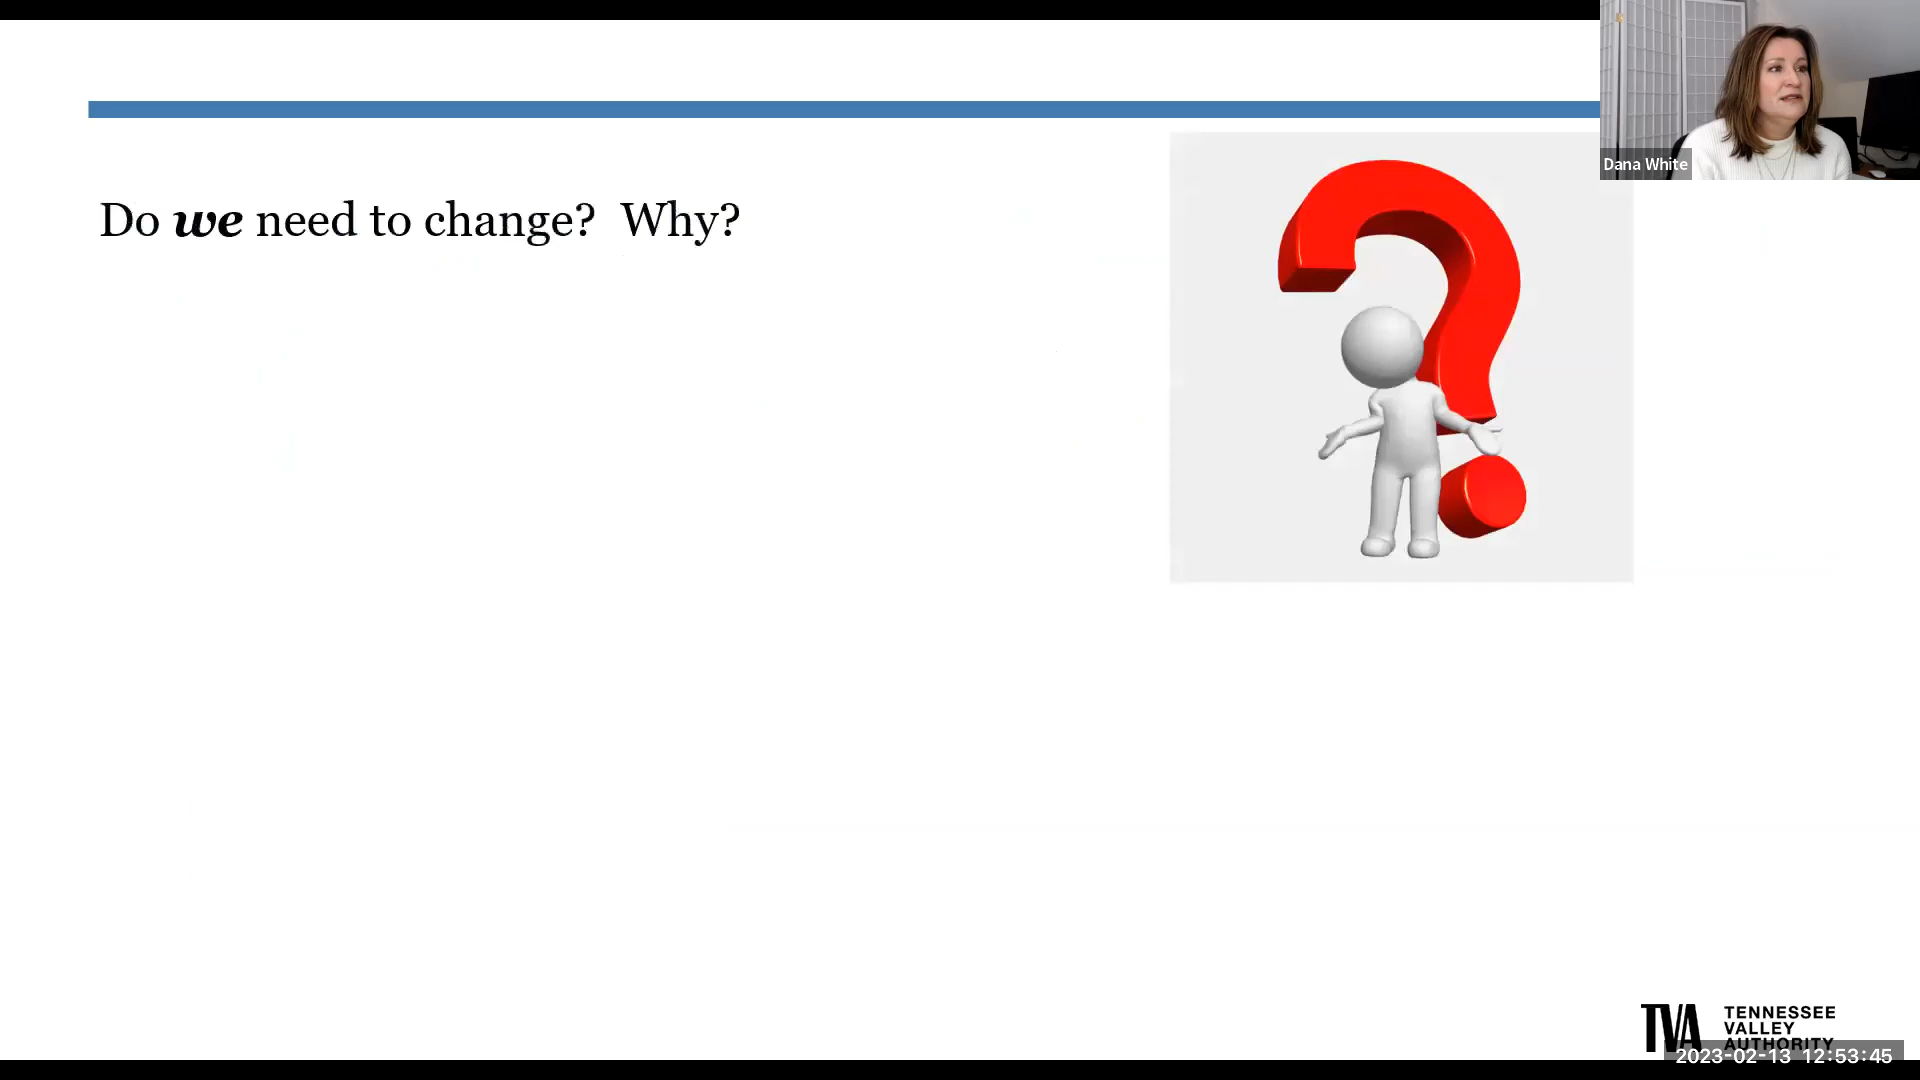 Dana White
Do we need to change? Why?
TVA
TENNESSEE
VALLEY
AUTHORITY
2023-02-13 12:53:45